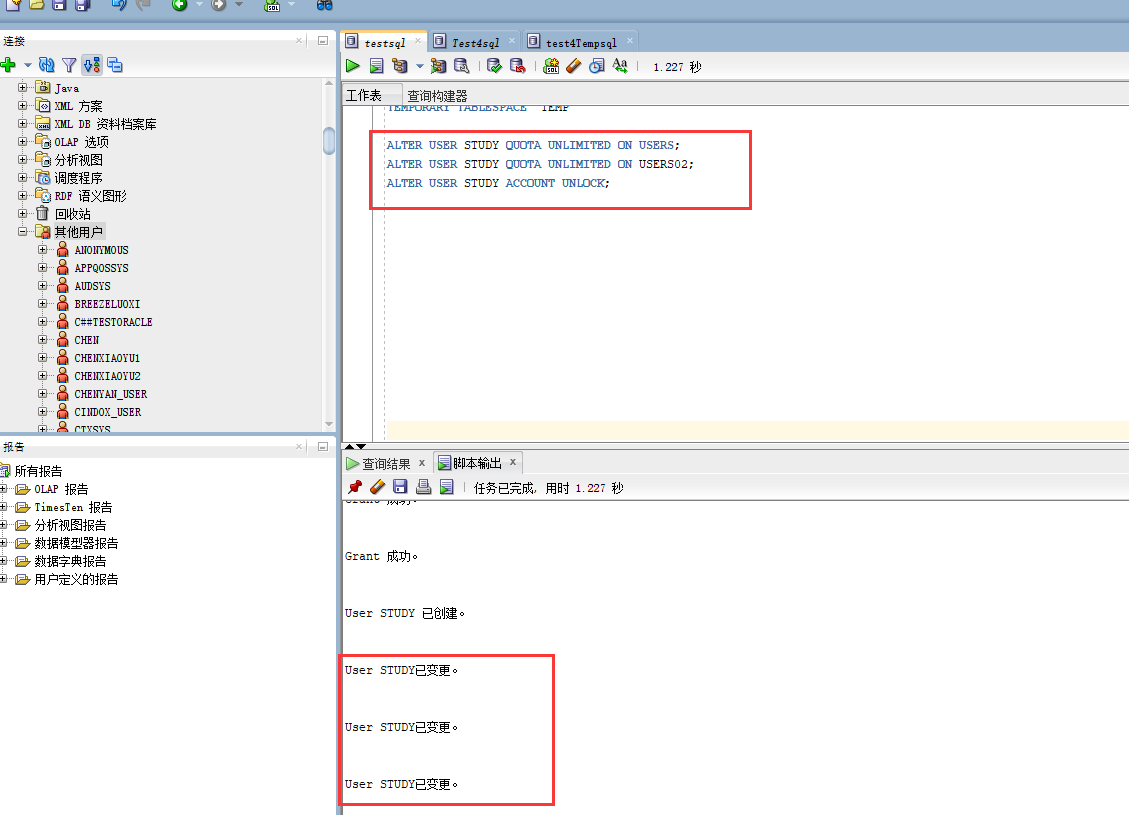 连接
Java
XML 方案
XML DB 资料档案库
OLAP 选项
分析视图
调度程序
RDF 语义图形
回收站
其他用户
ANONYMOUS
APPQOSSYS
AUDSYS
BREEZELUOXI
C##TESTORACLE
CHEN
CHENXIAOYU1
CHENXIAOYU2
CHENYAN_USER
CINDOX_USER
CTXSYS
报告
所有报告
OLAP 报告
TimesTen 报告
分析视图报告
数据模型器报告
数据字典报告
用户定义的报告
testsql
Test4sql
test4Tempsql
1.227 秒
工作表
查询构建器
TEMPORARY TABLESPACE "TEMP"
ALTER USER STUDY QUOTA UNLIMITED ON USERS;
ALTER USER STUDY QUOTA UNLIMITED ON USERS02;
ALTER USER STUDY ACCOUNT UNLOCK;
查询结果 x
脚本输出 x
任务已完成, 用时 1.227 秒
Grant 成功。
Grant 成功。
User STUDY 已创建。
User STUDY已变更。
User STUDY已变更。
User STUDY已变更。